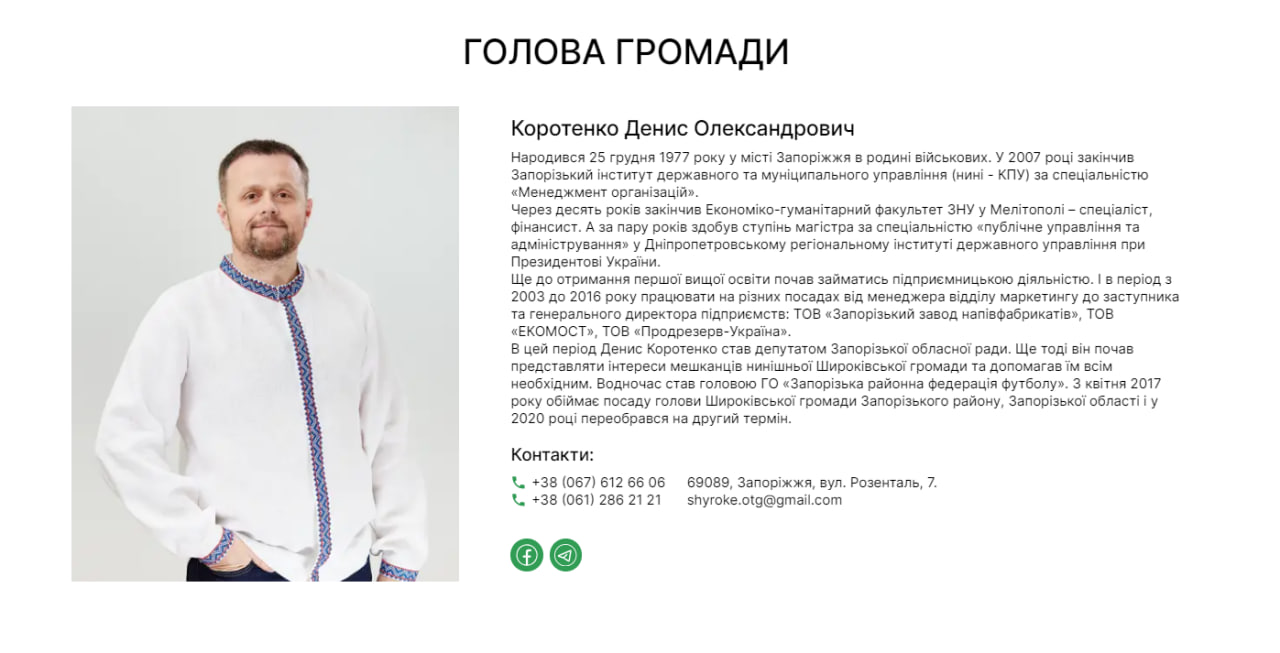 ГОЛОВА ГРОМАДИ
Коротенко Денис Олександрович
Народився 25 грудня 1977 року у місті Запоріжжя в родині військових. У 2007 році закінчив
Запорізький інститут державного та муніципального управління (нині - КПУ) за спеціальністю
«Менеджмент організацій».
Через десять років закінчив Економіко-гуманітарний факультет ЗНУ у Мелітополі – спеціаліст,
фінансист. А за пару років здобув ступінь магістра за спеціальністю «публічне управління та
адміністрування» у Дніпропетровському регіональному інституті державного управління при
Президентові України.
Ще до отримання першої вищої освіти почав займатись підприємницькою діяльністю. І в період з
2003 до 2016 року працювати на різних посадах від менеджера відділу маркетингу до заступника
та генерального директора підприємств: ТОВ «Запорізький завод напівфабрикатів», ТОВ
«ЕКОМОСТ», ТОВ «Продрезерв-Україна».
В цей період Денис Коротенко став депутатом Запорізької обласної ради. Ще тоді він почав
представляти інтереси мешканців нинішньої Широківської громади та допомагав їм всім
необхідним. Водночас став головою ГО «Запорізька районна федерація футболу». З квітня 2017
року обіймає посаду голови Широківської громади Запорізького району, Запорізької області і у
2020 році переобрався на другий термін.
Контакти:
+38 (067) 612 66 06 69089, Запоріжжя, вул. Розенталь, 7.
+38 (061) 286 21 21 shyroke.otg@gmail.com